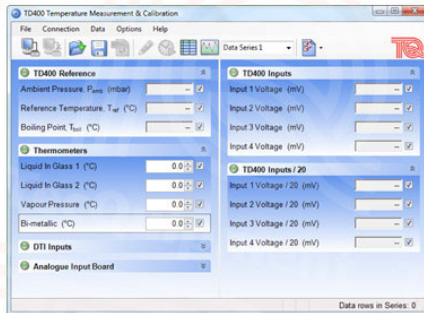 TD400 Temperature Measurement & Calibration
File Connection Data Options Help
Data Series 1
TQ
TD400 Reference
Ambient Pressure, Pamb (mbar) --
Reference Temperature, Tref (°C) --
Boiling Point, Tboil (°C) --
Thermometers
Liquid In Glass 1 (°C) 0.0
Liquid In Glass 2 (°C) 0.0
Vapour Pressure (°C) 0.0
Bi-metallic (°C) 0.0
DTI Inputs
Analogue Input Board
TD400 Inputs
Input 1 Voltage (mV) --
Input 2 Voltage (mV) --
Input 3 Voltage (mV) --
Input 4 Voltage (mV) --
TD400 Inputs / 20
Input 1 Voltage / 20 (mV) --
Input 2 Voltage / 20 (mV) --
Input 3 Voltage / 20 (mV) --
Input 4 Voltage / 20 (mV) --
Data rows in Series: 0